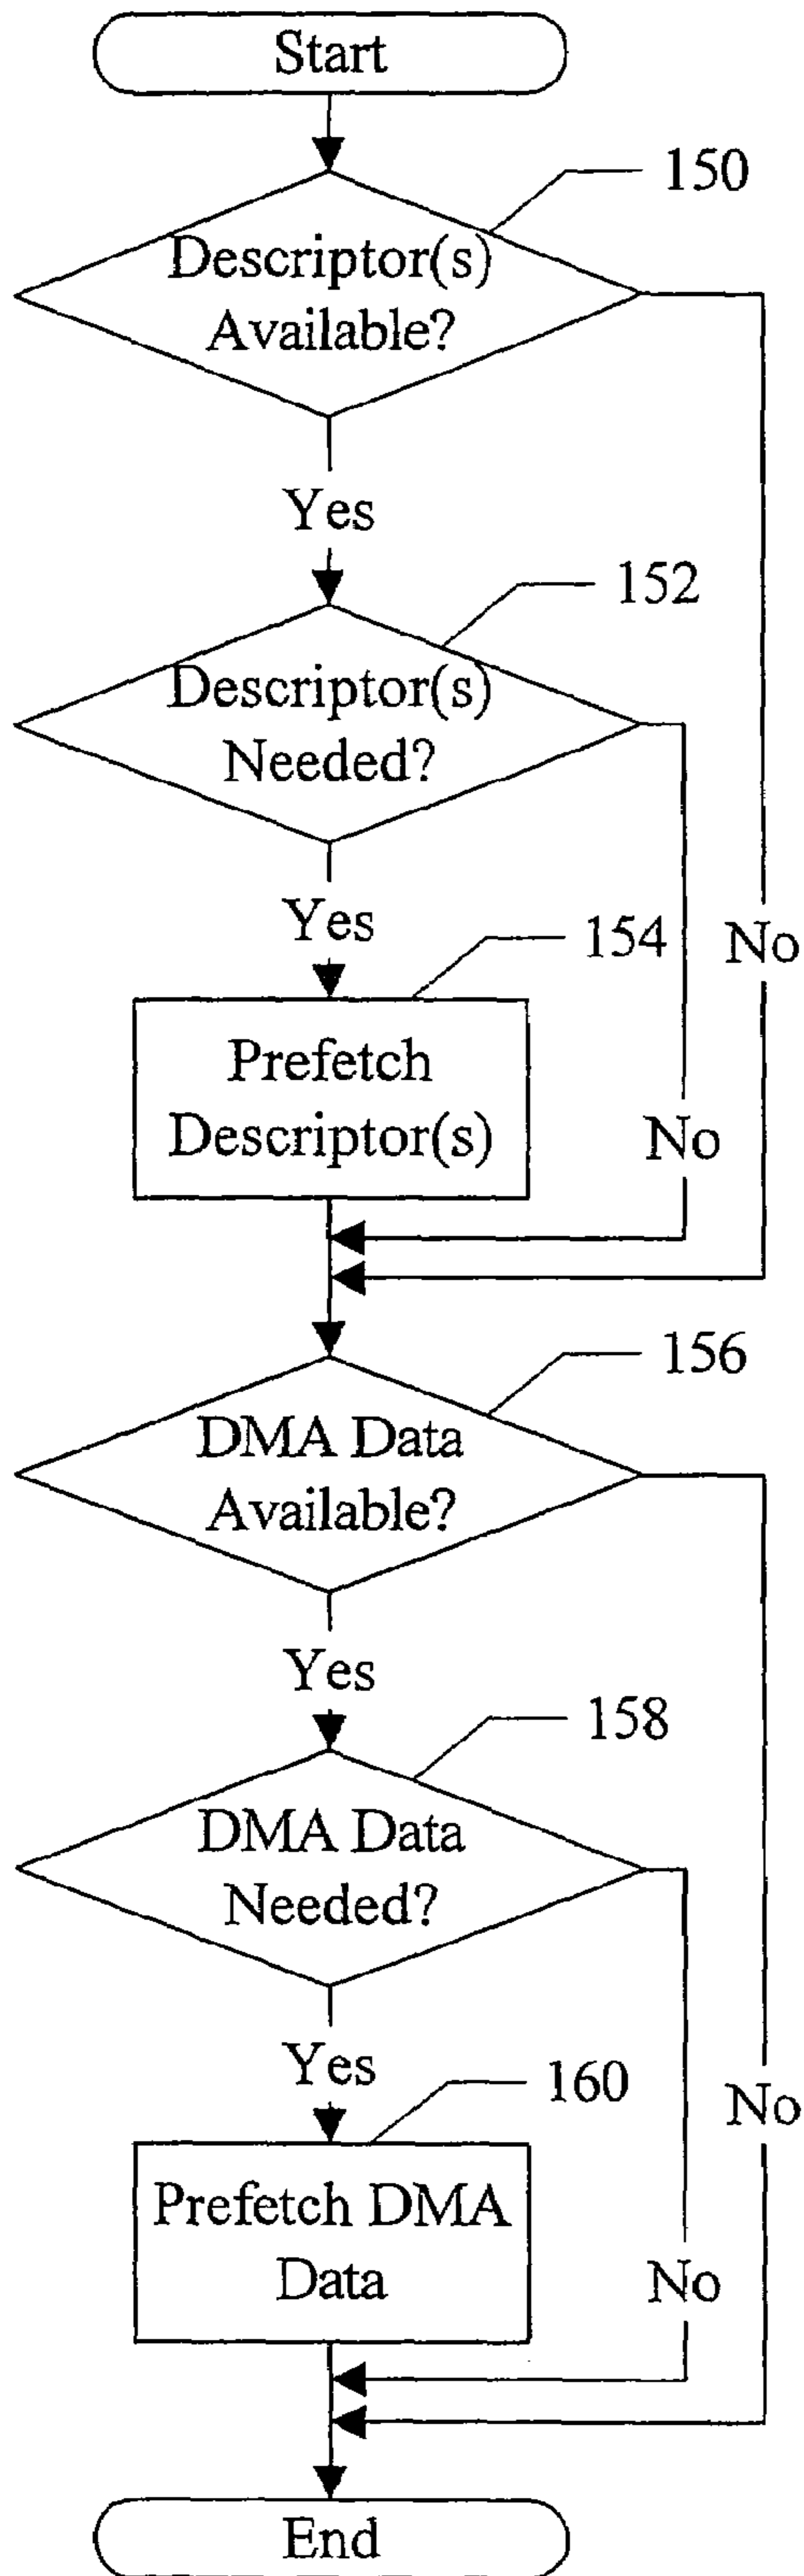 Start
150
Descriptor(s)
Available?
Yes
152
Descriptor(s)
Needed?
Yes
154
No
Prefetch
Descriptor(s)
No
156
DMA Data
Available?
Yes
158
DMA Data
Needed?
Yes
160
No
Prefetch DMA
Data
No
End